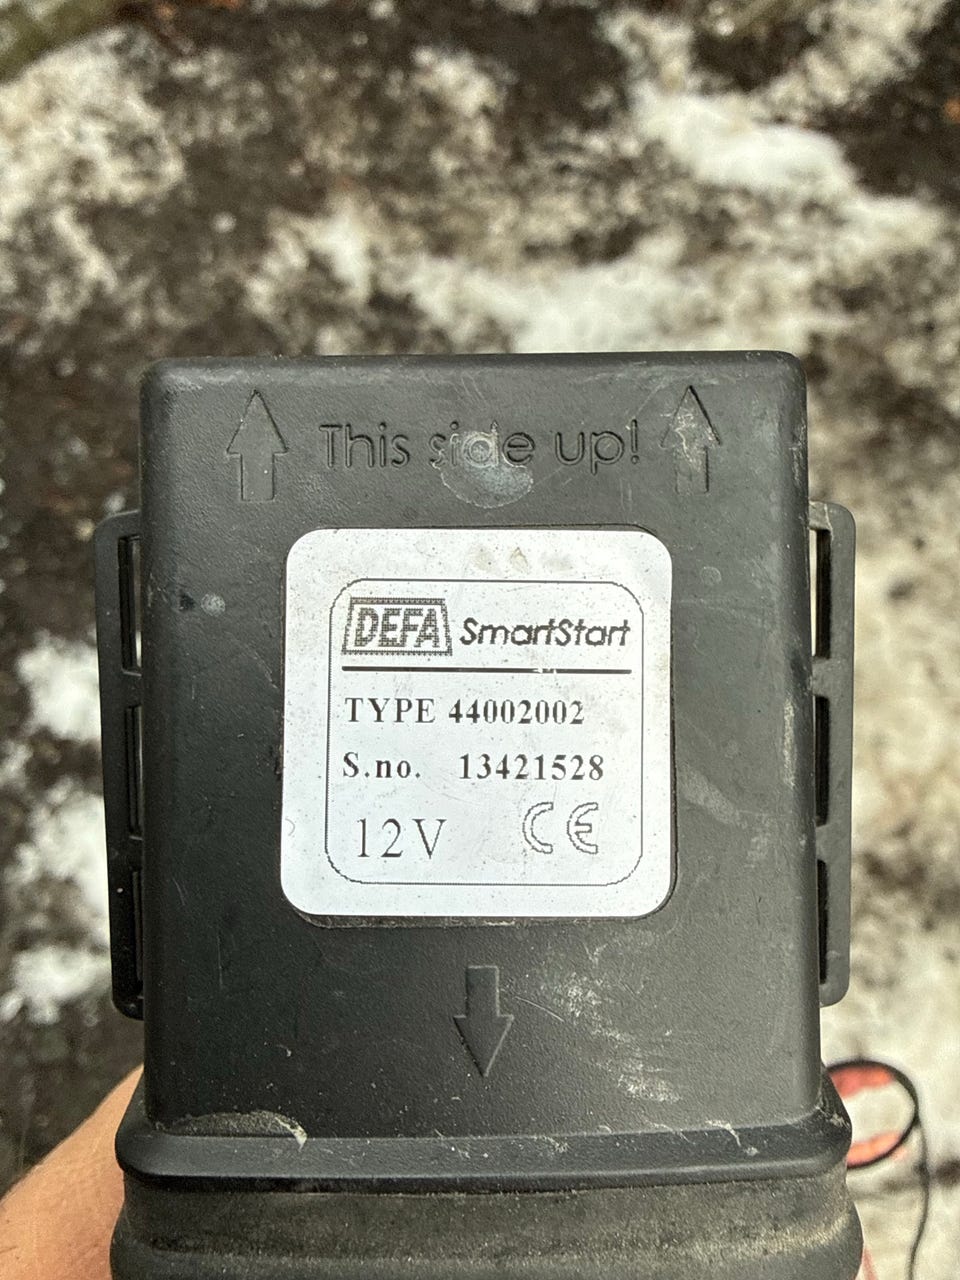 This side up!
DEFA SmartStart
TYPE 44002002
S.no. 13421528
12V CE